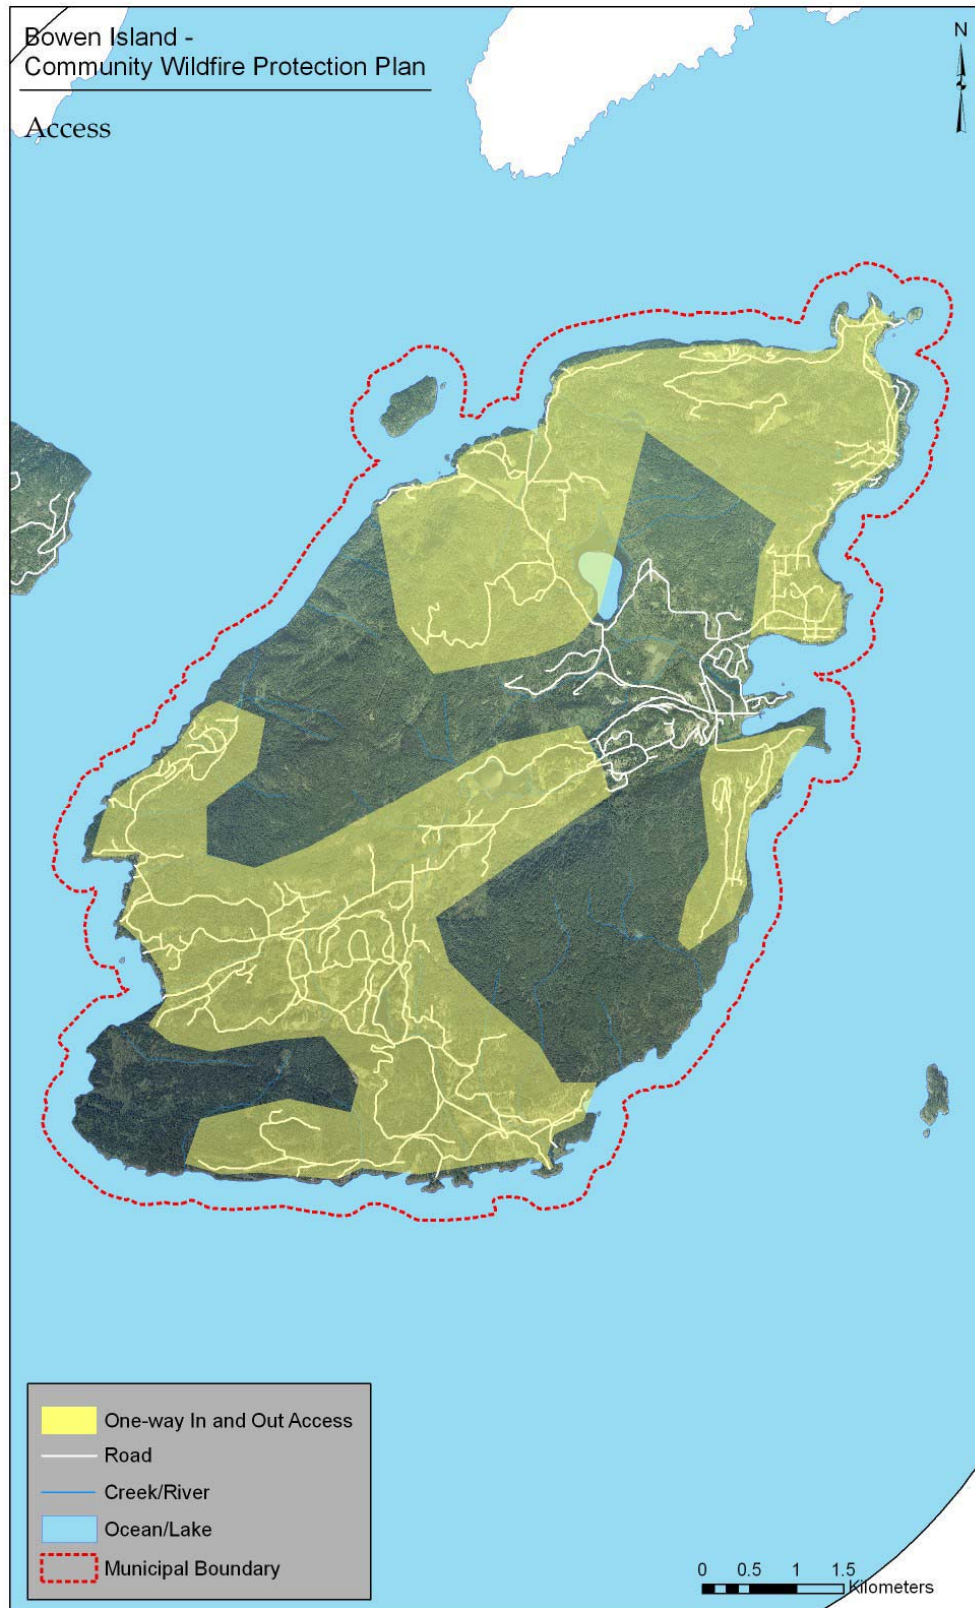 Bowen Island -
Community Wildfire Protection Plan
N
Access
One-way In and Out Access
Road
Creek/River
Ocean/Lake
Municipal Boundary
0 0.5 1 1.5
Kilometers